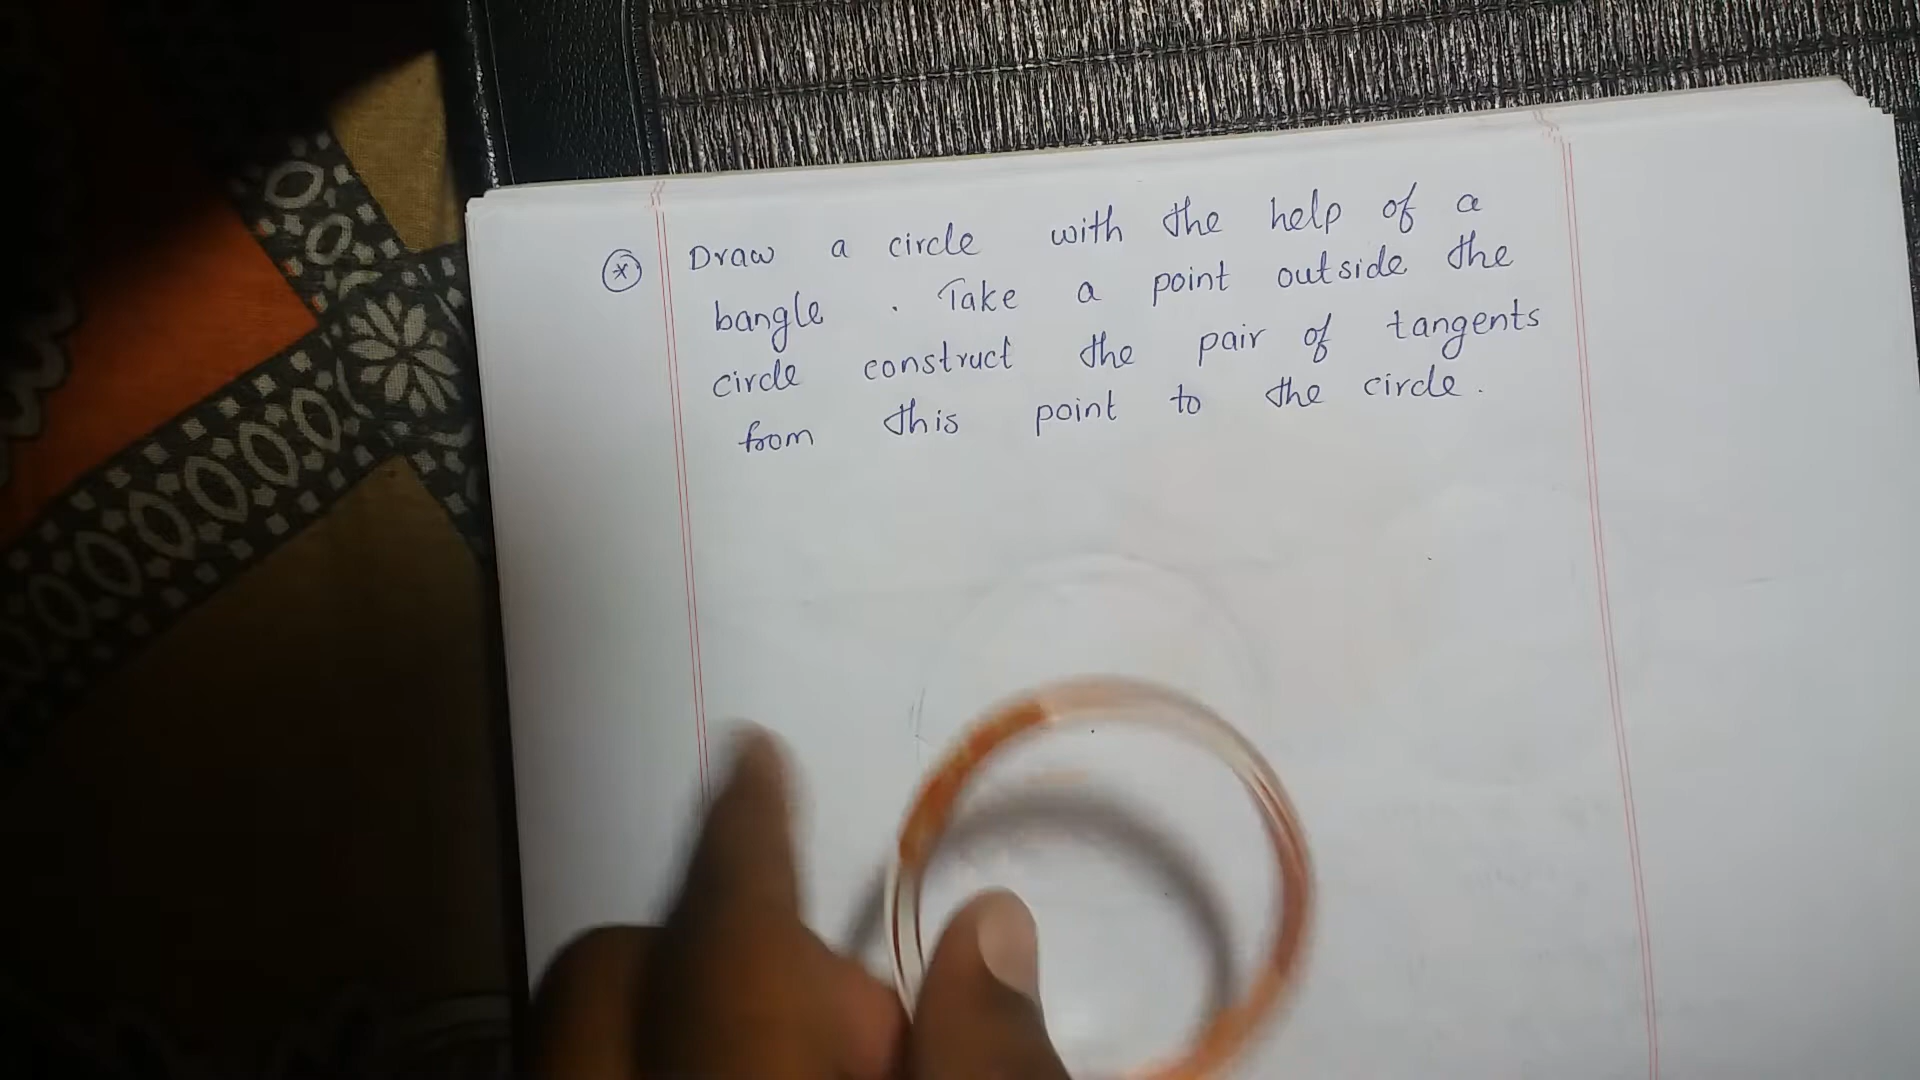 * Draw a circle with the help of a
bangle. Take a point outside the
circle construct the pair of tangents
from this point to the circle.